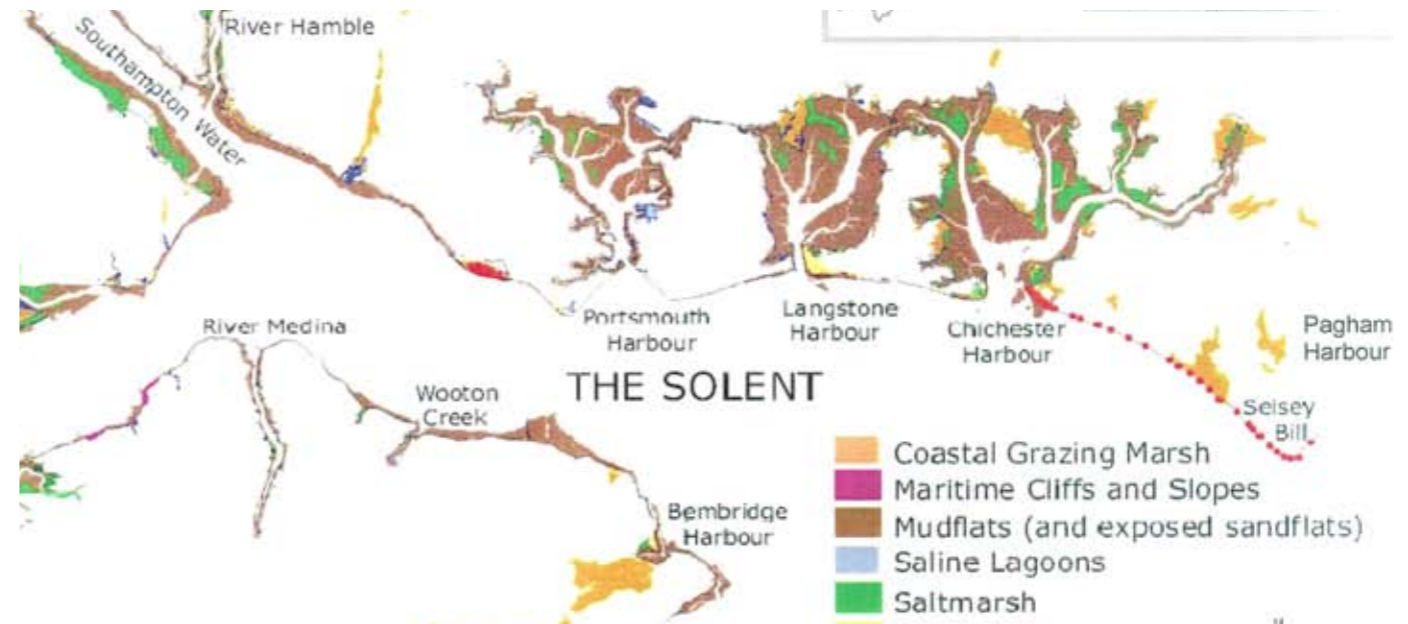 River Hamble
Southampton Water
River Medina
Portsmouth
Harbour
Langstone
Harbour
Chichester
Harbour
Pagham
Harbour
THE SOLENT
Wooton
Creek
Selsey
Bill
Bembridge
Harbour
Coastal Grazing Marsh
Maritime Cliffs and Slopes
Mudflats (and exposed sandflats)
Saline Lagoons
Saltmarsh